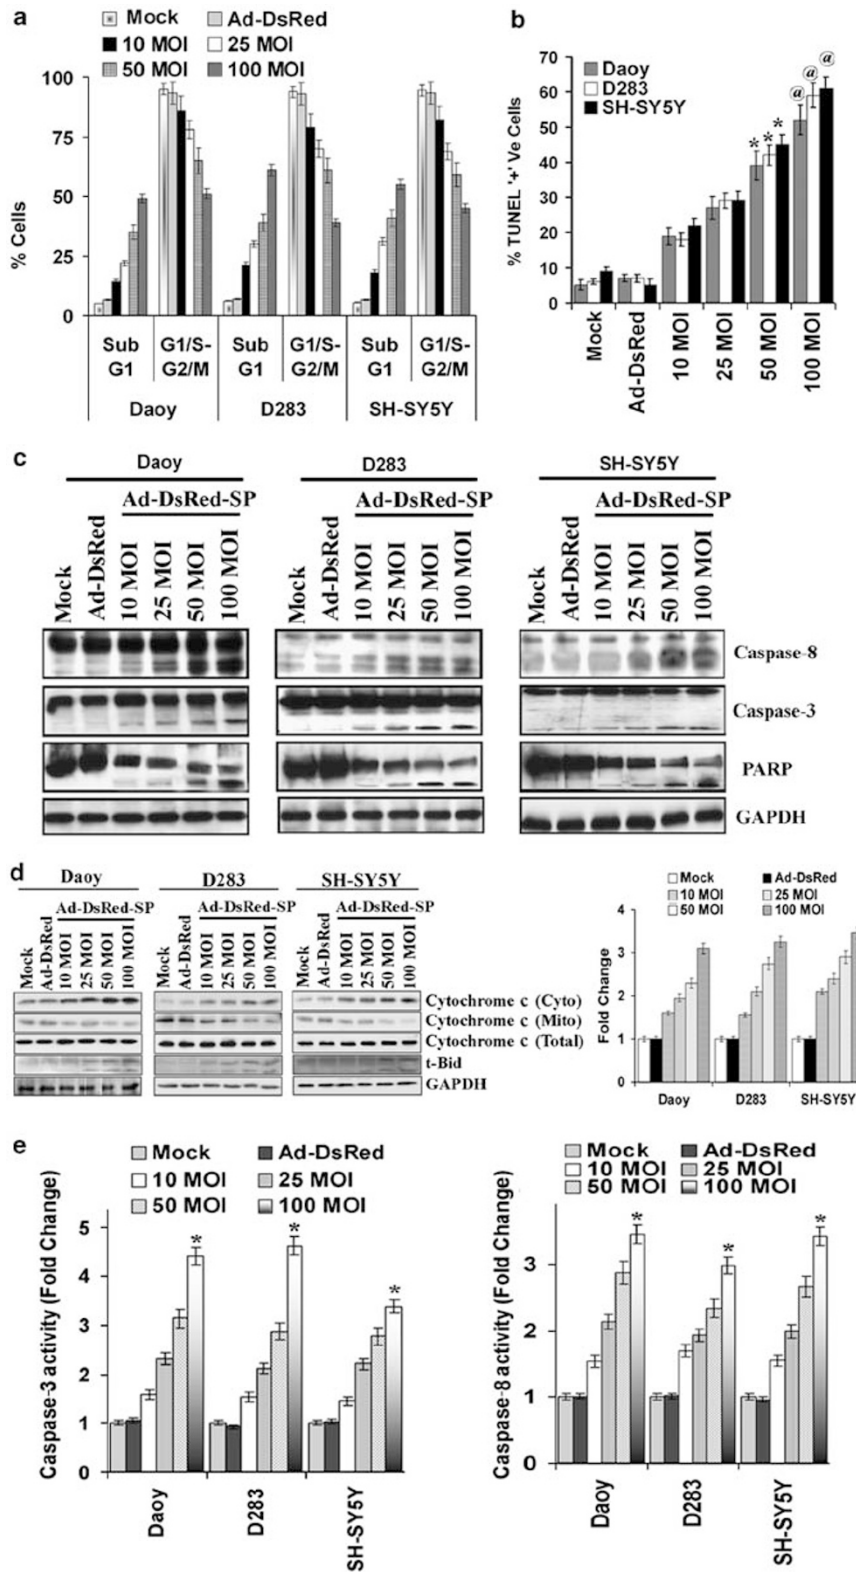 a
Mock Ad-DsRed
10 MOI 25 MOI
50 MOI 100 MOI
% Cells
100
75
50
25
0
Sub G1/S- Sub G1/S- Sub G1/S-
G1 G2/M G1 G2/M G1 G2/M
Daoy D283 SH-SY5Y
b
% TUNEL '+' Ve Cells
70
60
50
40
30
20
10
0
Daoy
D283
SH-SY5Y
* * *
@ @ @
Mock
Ad-DsRed
10 MOI
25 MOI
50 MOI
100 MOI
c
Daoy D283 SH-SY5Y
Ad-DsRed-SP Ad-DsRed-SP Ad-DsRed-SP
Mock Ad-DsRed 10 MOI 25 MOI 50 MOI 100 MOI Mock Ad-DsRed 10 MOI 25 MOI 50 MOI 100 MOI Mock Ad-DsRed 10 MOI 25 MOI 50 MOI 100 MOI
Caspase-8
Caspase-3
PARP
GAPDH
d
Daoy D283 SH-SY5Y
Ad-DsRed-SP Ad-DsRed-SP Ad-DsRed-SP
Mock Ad-DsRed 10 MOI 25 MOI 50 MOI 100 MOI Mock Ad-DsRed 10 MOI 25 MOI 50 MOI 100 MOI Mock Ad-DsRed 10 MOI 25 MOI 50 MOI 100 MOI
Cytochrome c (Cyto)
Cytochrome c (Mito)
Cytochrome c (Total)
t-Bid
GAPDH
Mock Ad-DsRed
10 MOI 25 MOI
50 MOI 100 MOI
Fold Change
4
3
2
1
0
Daoy D283 SH-SY5Y
e
Mock Ad-DsRed
10 MOI 25 MOI
50 MOI 100 MOI
Caspase-3 activity (Fold Change)
5
4
3
2
1
0
* * *
Daoy D283 SH-SY5Y
Mock Ad-DsRed
10 MOI 25 MOI
50 MOI 100 MOI
Caspase-8 activity (Fold Change)
3
2
1
0
* * *
Daoy D283 SH-SY5Y